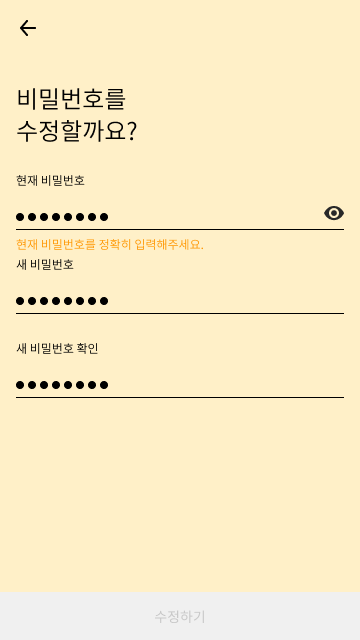 비밀번호를
수정할까요?
현재 비밀번호
현재 비밀번호를 정확히 입력해주세요.
새 비밀번호
새 비밀번호 확인
수정하기